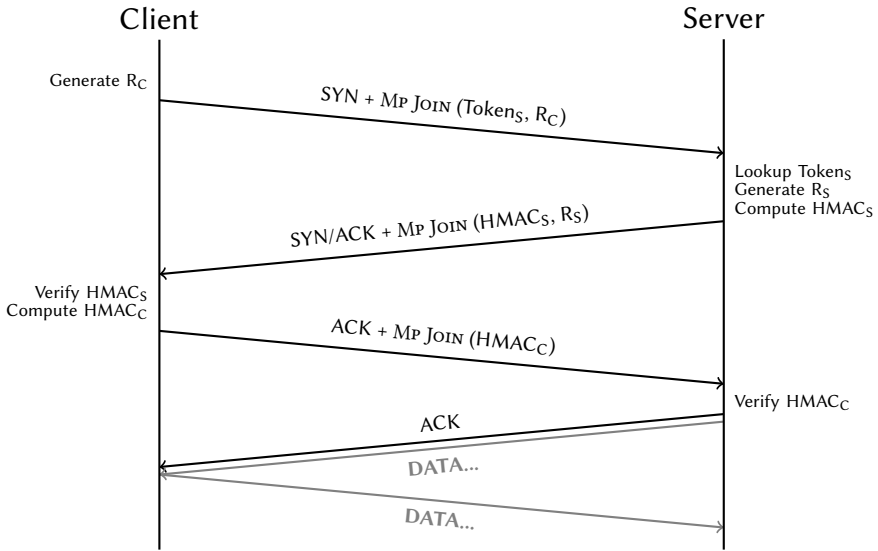 Client
Server
Generate R_C
SYN + MP JOIN (Token_S, R_C)
Lookup Token_S
Generate R_S
Compute HMAC_S
SYN/ACK + MP JOIN (HMAC_S, R_S)
Verify HMAC_S
Compute HMAC_C
ACK + MP JOIN (HMAC_C)
Verify HMAC_C
ACK
DATA...
DATA...